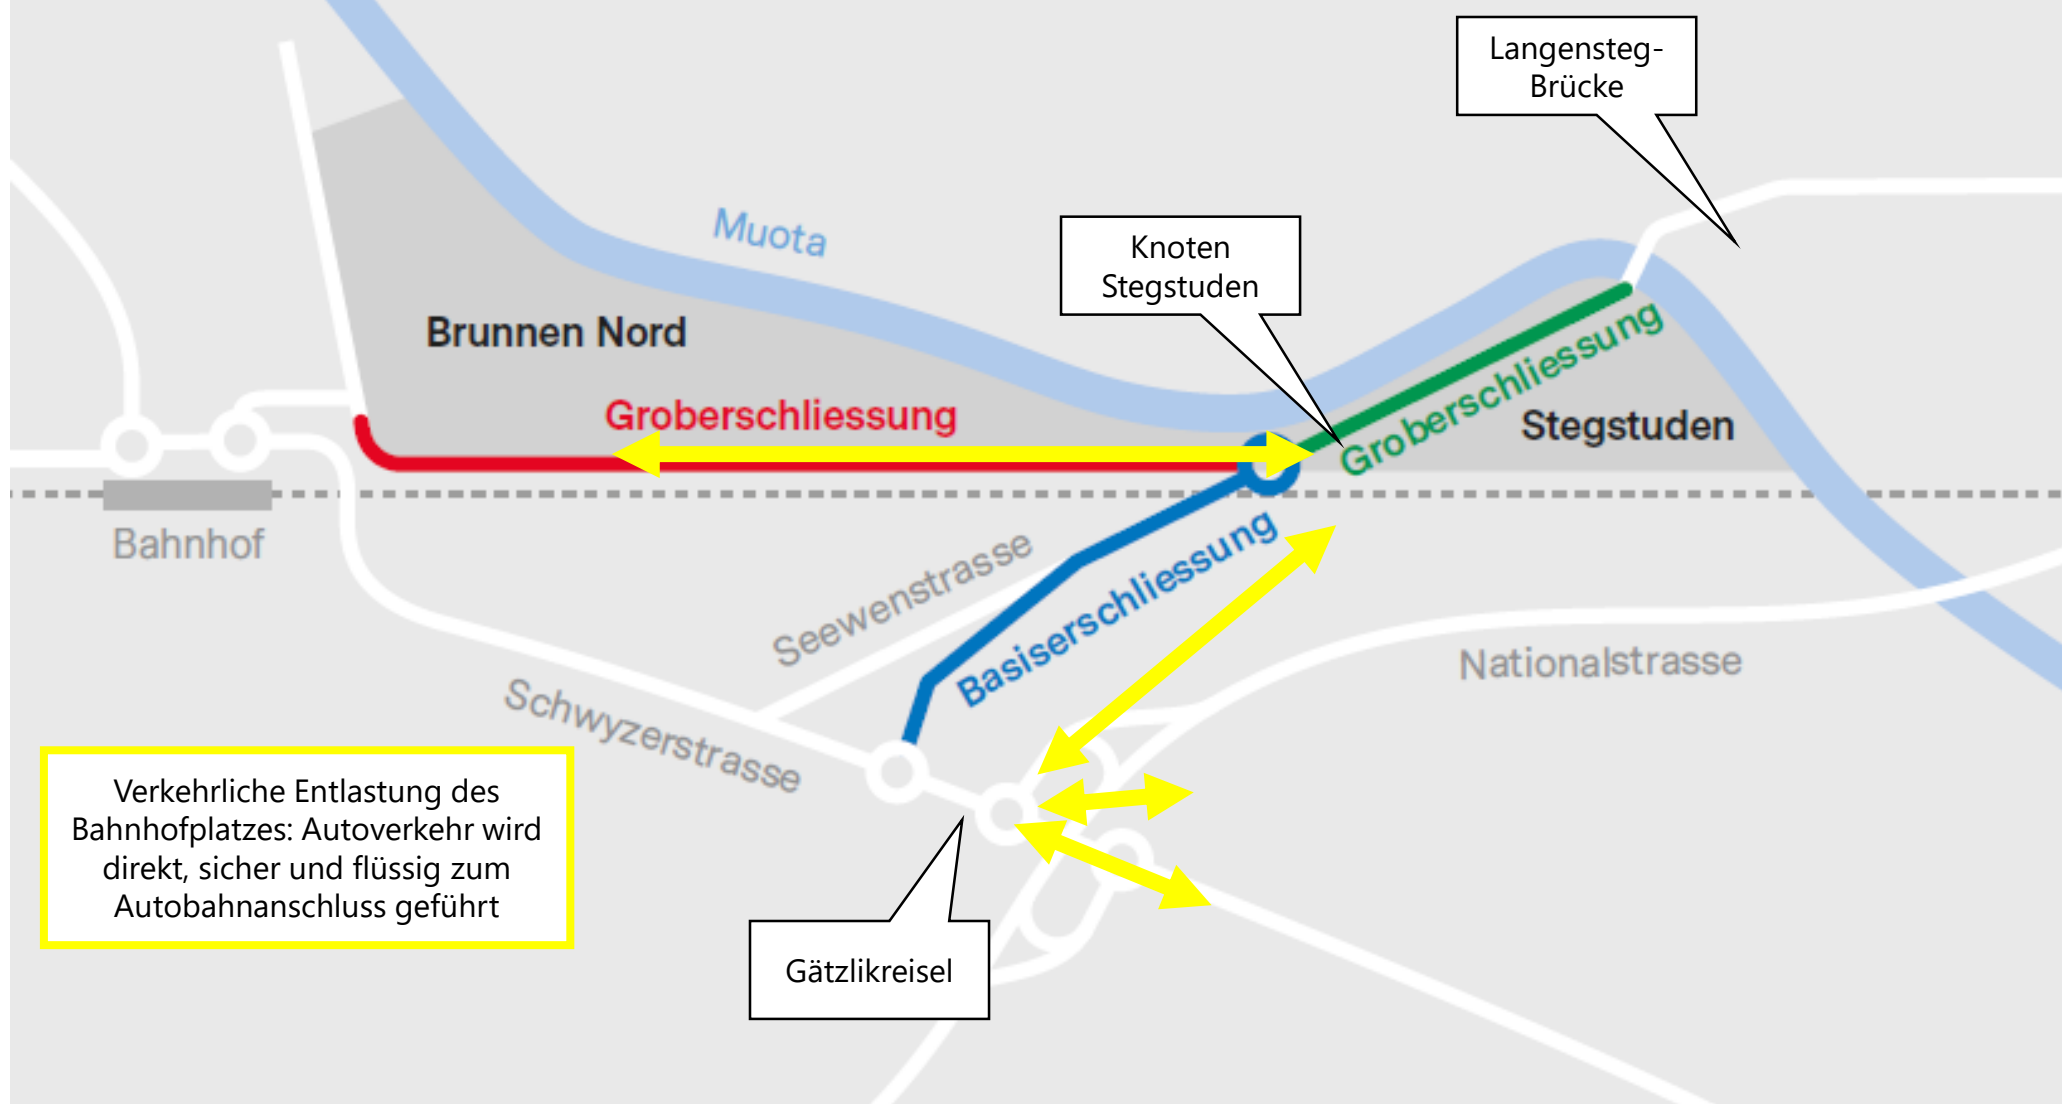 Langensteg-
Brücke
Muota
Knoten
Stegstuden
Brunnen Nord
Groberschliessung
Groberschliessung
Stegstuden
Bahnhof
Seewenstrasse
Basiserschliessung
Nationalstrasse
Schwyzerstrasse
Verkehrliche Entlastung des
Bahnhofplatzes: Autoverkehr wird
direkt, sicher und flüssig zum
Autobahnanschluss geführt
Gätzlikreisel